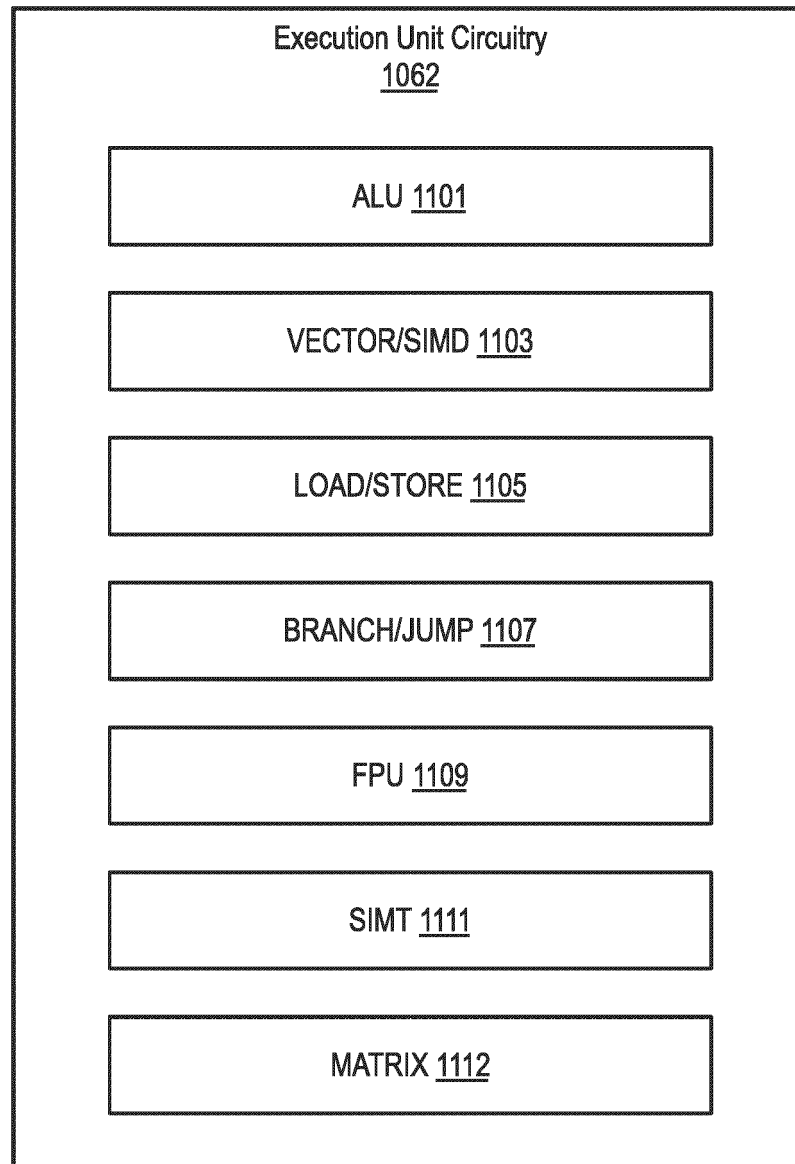 Execution Unit Circuitry
1062
ALU 1101
VECTOR/SIMD 1103
LOAD/STORE 1105
BRANCH/JUMP 1107
FPU 1109
SIMT 1111
MATRIX 1112